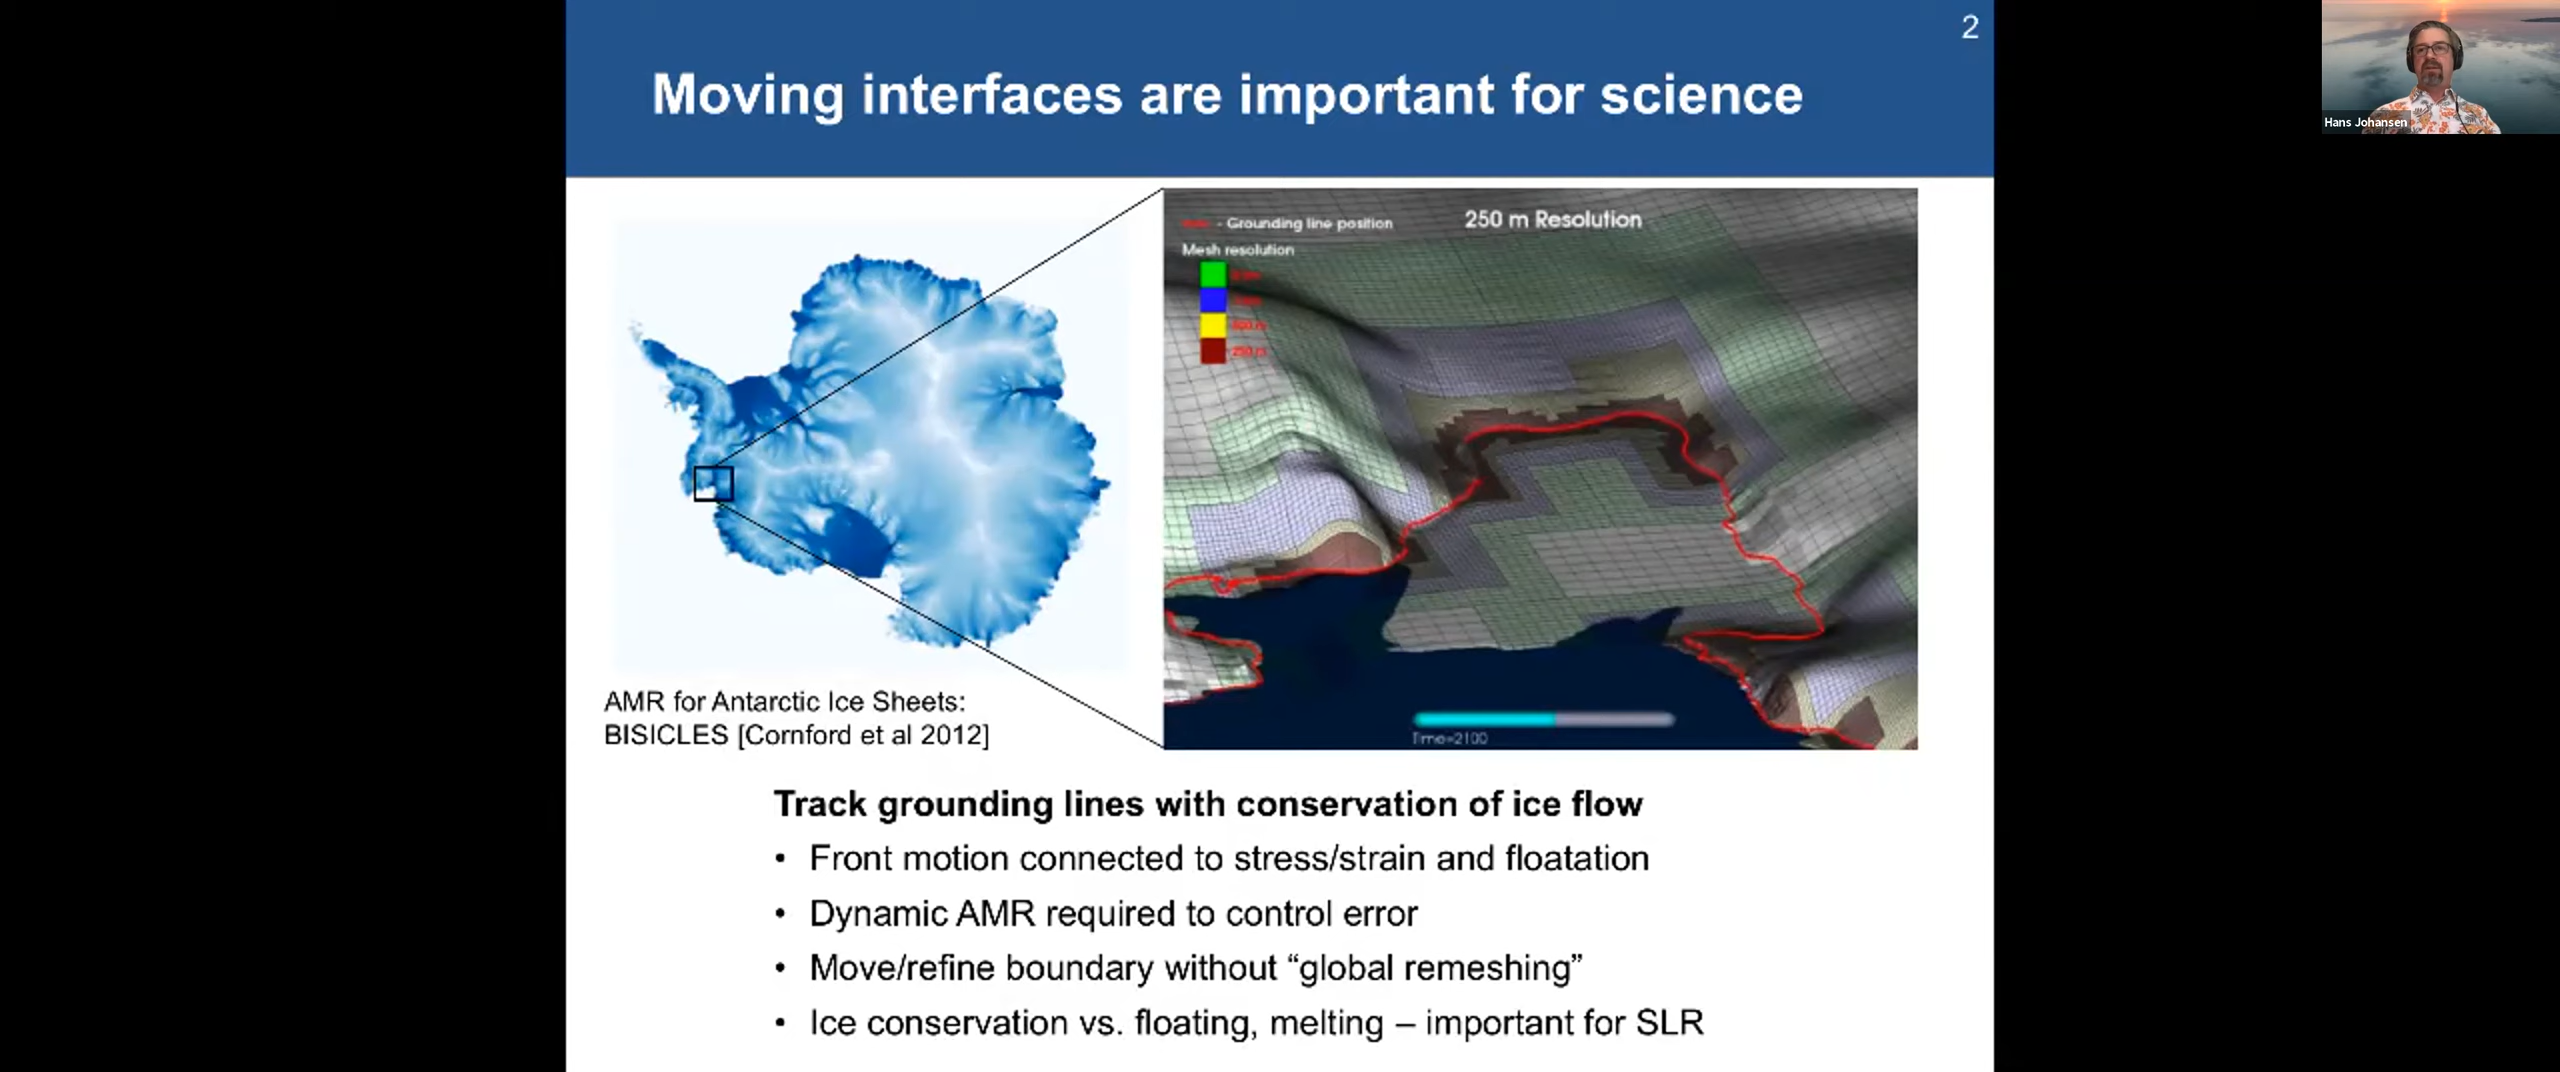 2
Moving interfaces are important for science
Hans Johansen
- Grounding line position
250 m Resolution
Mesh resolution
250 m
AMR for Antarctic Ice Sheets:
BISICLES [Cornford et al 2012]
Time=2100
Track grounding lines with conservation of ice flow
• Front motion connected to stress/strain and floatation
• Dynamic AMR required to control error
• Move/refine boundary without “global remeshing”
• Ice conservation vs. floating, melting – important for SLR